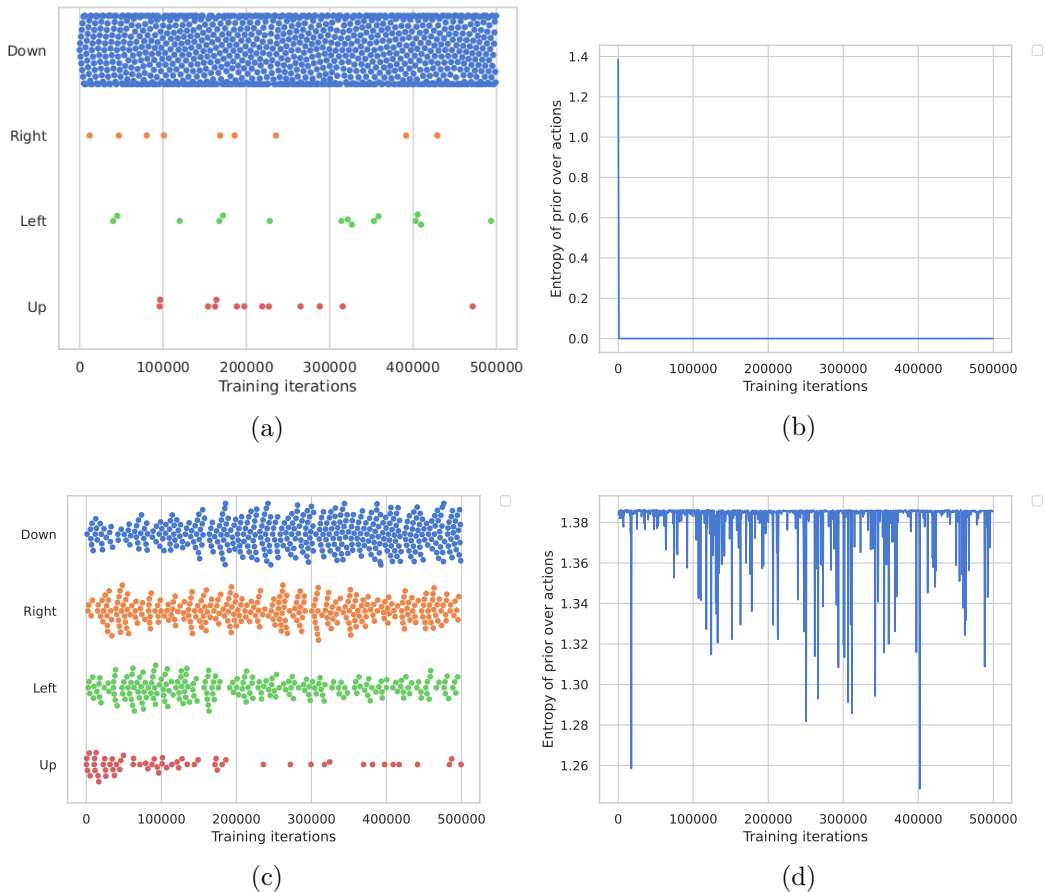 Down
Right
Left
Up
0 100000 200000 300000 400000 500000
Training iterations
(a)
Entropy of prior over actions
1.4
1.2
1.0
0.8
0.6
0.4
0.2
0.0
0 100000 200000 300000 400000 500000
Training iterations
(b)
Down
Right
Left
Up
0 100000 200000 300000 400000 500000
Training iterations
(c)
Entropy of prior over actions
1.38
1.36
1.34
1.32
1.30
1.28
1.26
0 100000 200000 300000 400000 500000
Training iterations
(d)